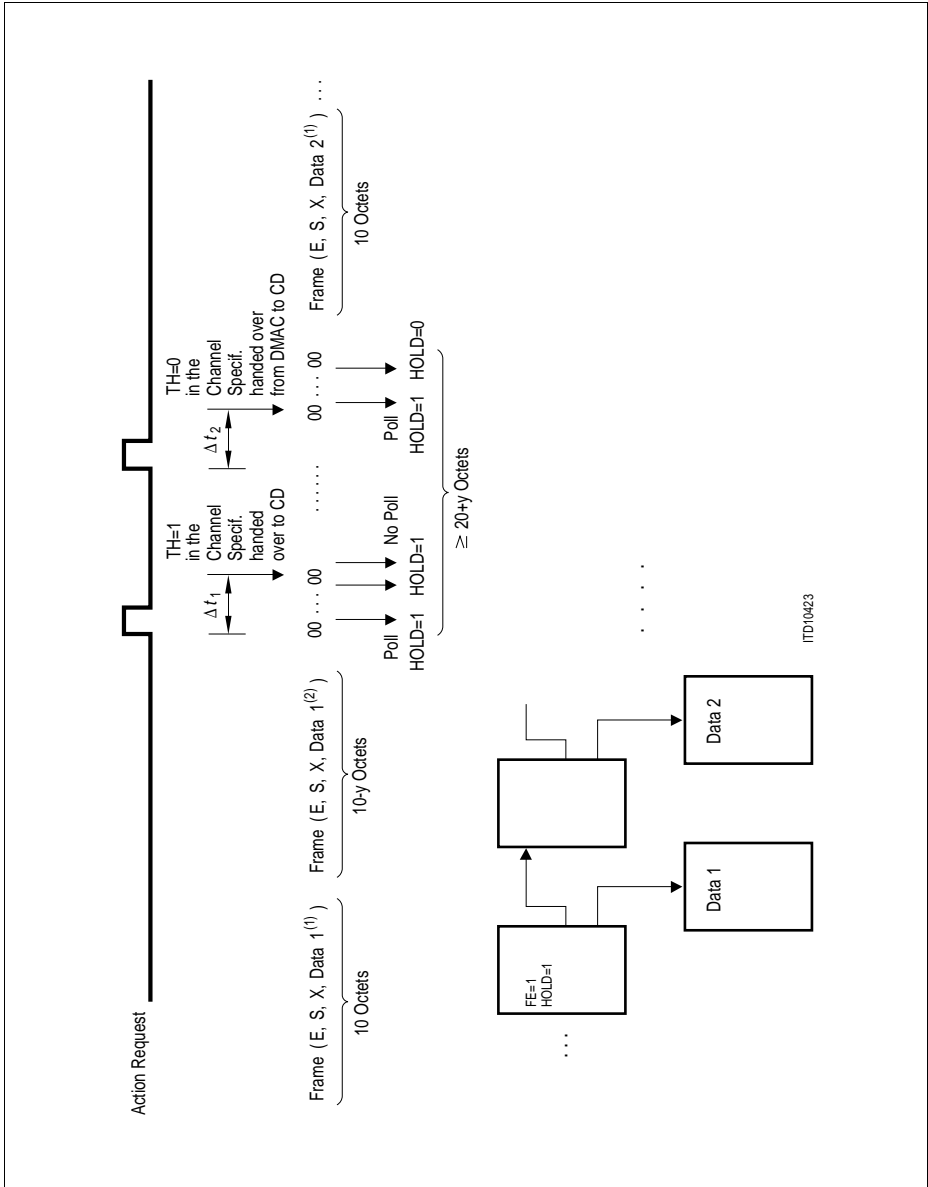 Action Request
TH=1
in the
Channel
Specif.
handed
over to CD
TH=0
in the
Channel
Specif.
handed over
from DMAC to CD
Δt₁
Δt₂
Frame ( E, S, X, Data 1⁽¹⁾ )
10 Octets
Frame ( E, S, X, Data 1⁽²⁾ )
10-y Octets
00 . . . 00
. . . . . .
00 . . . 00
Frame ( E, S, X, Data 2⁽¹⁾ ) . . .
10 Octets
Poll
HOLD=1
HOLD=1
No Poll
Poll
HOLD=1
HOLD=0
≥ 20+y Octets
. . .
FE=1
HOLD=1
Data 1
Data 2
. . . .
ITD10423